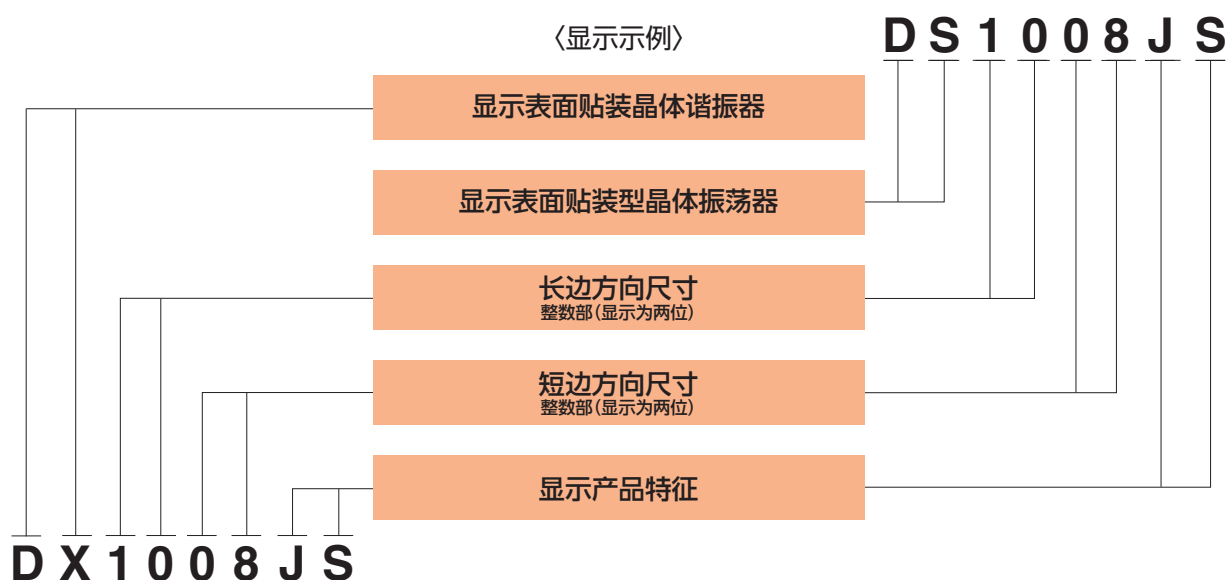 〈显示示例〉
DS1008JS
显示表面贴装晶体谐振器
显示表面贴装型晶体振荡器
长边方向尺寸
整数部(显示为两位)
短边方向尺寸
整数部(显示为两位)
显示产品特征
DX1008JS